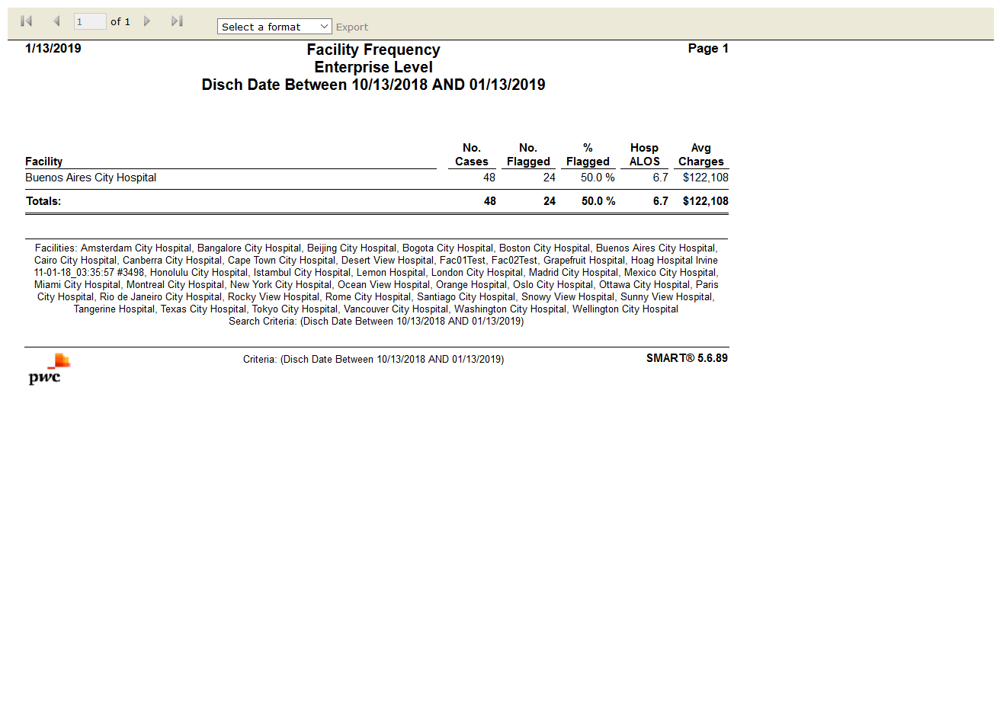 1 of 1 Select a format Export
1/13/2019 Facility Frequency Page 1
Enterprise Level
Disch Date Between 10/13/2018 AND 01/13/2019
No. No. % Hosp Avg
Facility Cases Flagged Flagged ALOS Charges
Buenos Aires City Hospital 48 24 50.0 % 6.7 $122,108
Totals: 48 24 50.0 % 6.7 $122,108
Facilities: Amsterdam City Hospital, Bangalore City Hospital, Beijing City Hospital, Bogota City Hospital, Boston City Hospital, Buenos Aires City Hospital,
Cairo City Hospital, Canberra City Hospital, Cape Town City Hospital, Desert View Hospital, Fac01Test, Fac02Test, Grapefruit Hospital, Hoag Hospital Irvine
11-01-18_03:35:57 #3498, Honolulu City Hospital, Istambul City Hospital, Lemon Hospital, London City Hospital, Madrid City Hospital, Mexico City Hospital,
Miami City Hospital, Montreal City Hospital, New York City Hospital, Ocean View Hospital, Orange Hospital, Oslo City Hospital, Ottawa City Hospital, Paris
City Hospital, Rio de Janeiro City Hospital, Rocky View Hospital, Rome City Hospital, Santiago City Hospital, Snowy View Hospital, Sunny View Hospital,
Tangerine Hospital, Texas City Hospital, Tokyo City Hospital, Vancouver City Hospital, Washington City Hospital, Wellington City Hospital
Search Criteria: (Disch Date Between 10/13/2018 AND 01/13/2019)
Criteria: (Disch Date Between 10/13/2018 AND 01/13/2019) SMART® 5.6.89
pwc